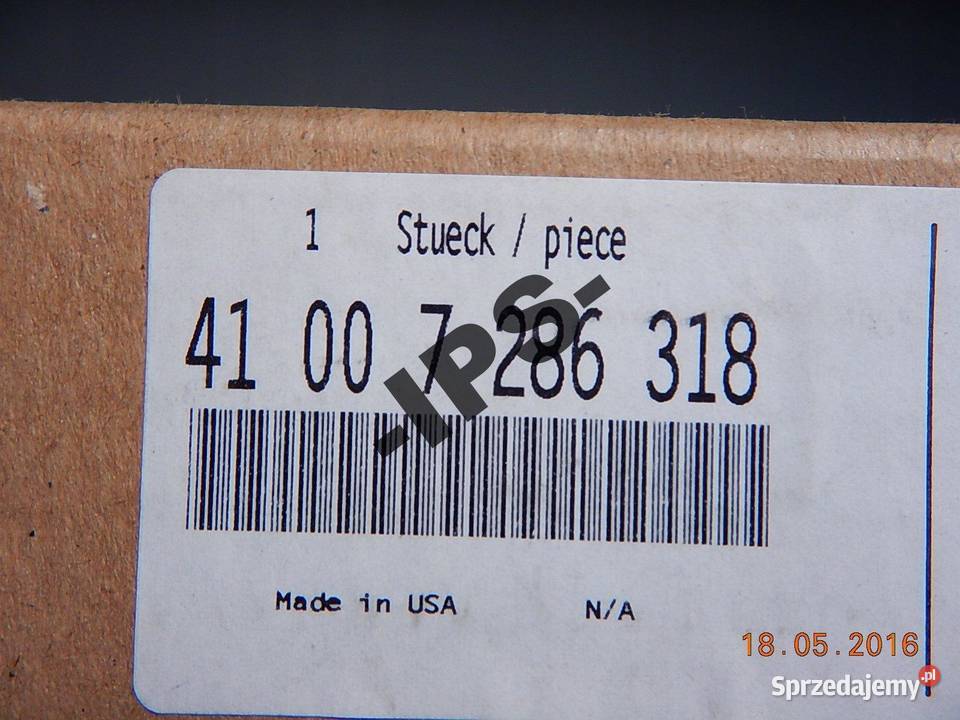 1 Stueck / piece
41 00 7 286 318
-IPS-
Made in USA N/A
18.05.2016
Sprzedajemy.pl